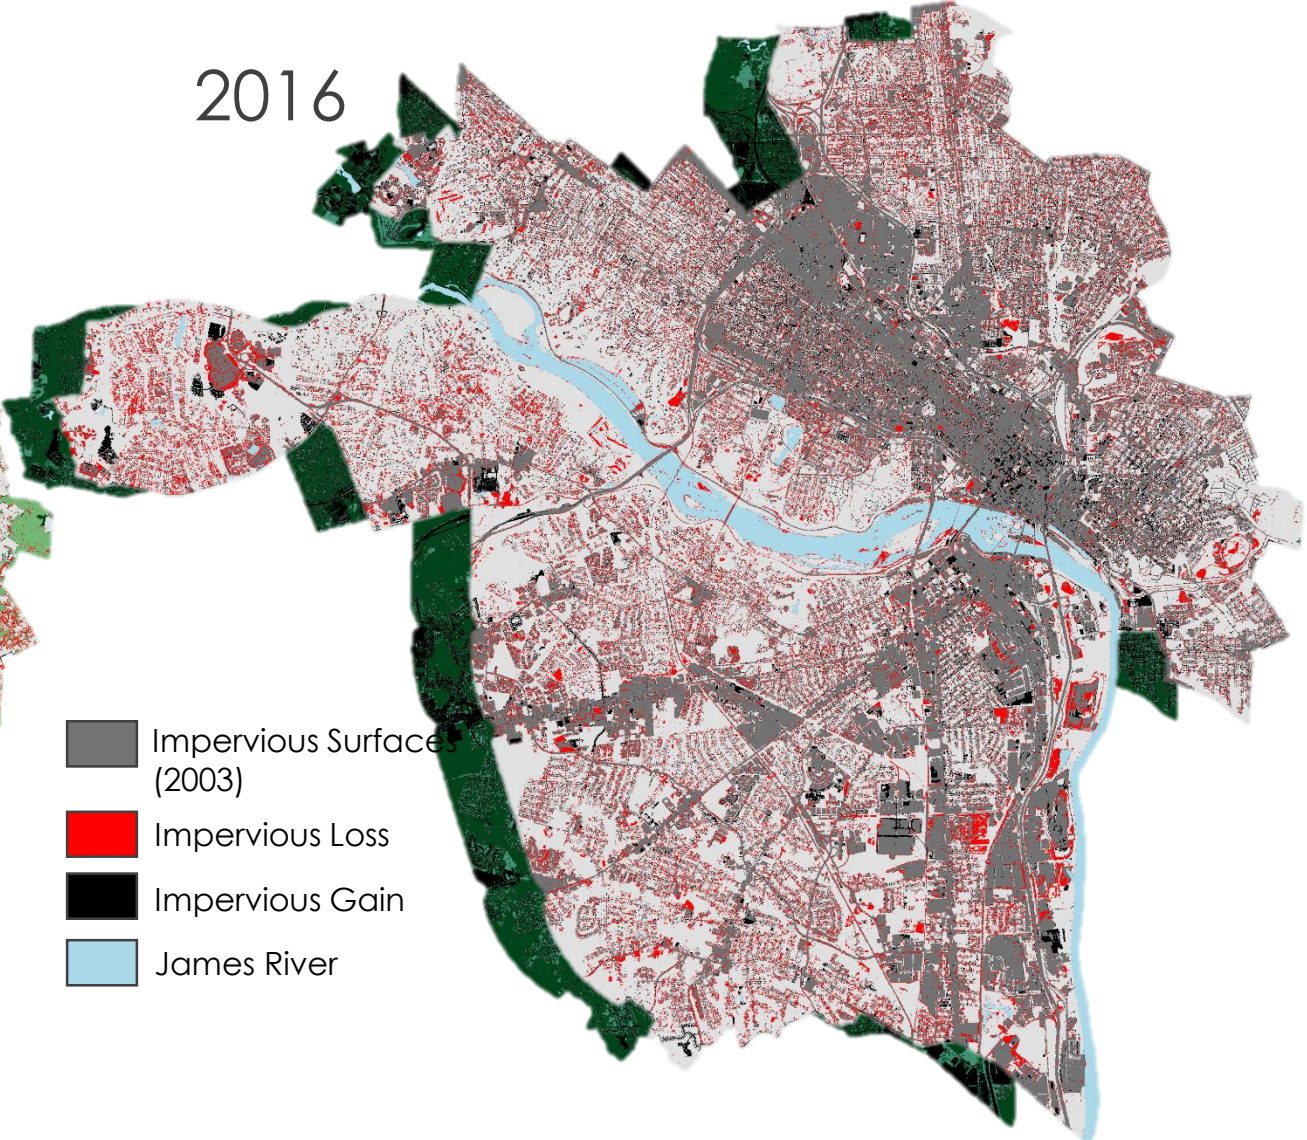 2016
Impervious Surfaces
(2003)
Impervious Loss
Impervious Gain
James River